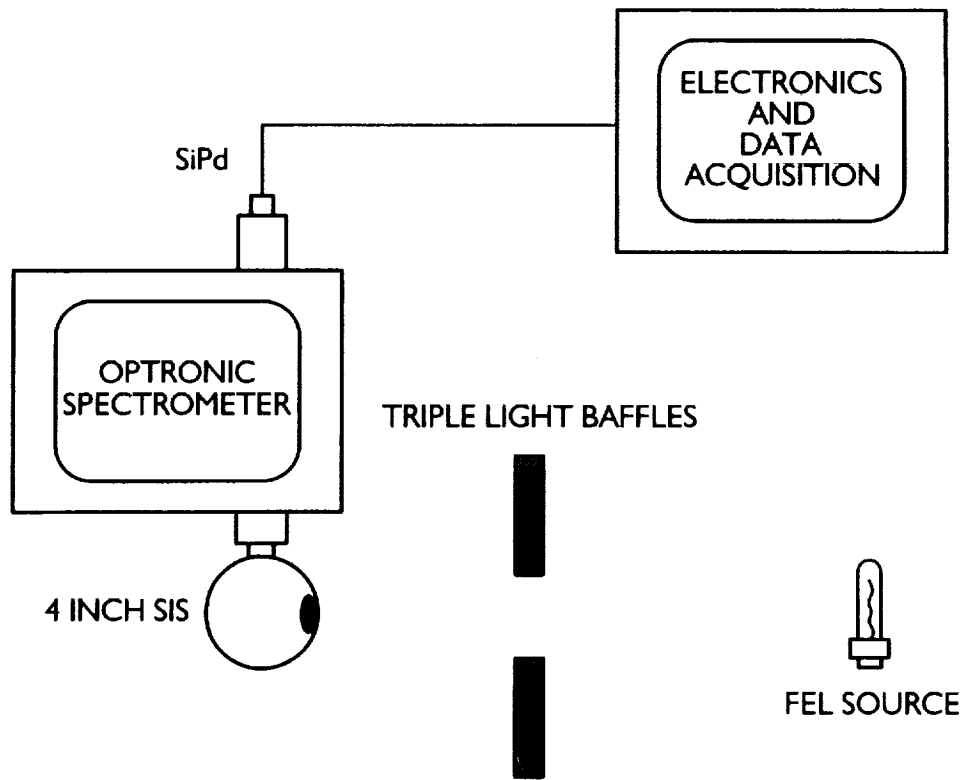 ELECTRONICS
AND
DATA
ACQUISITION
SiPd
OPTRONIC
SPECTROMETER
TRIPLE LIGHT BAFFLES
4 INCH SIS
FEL SOURCE